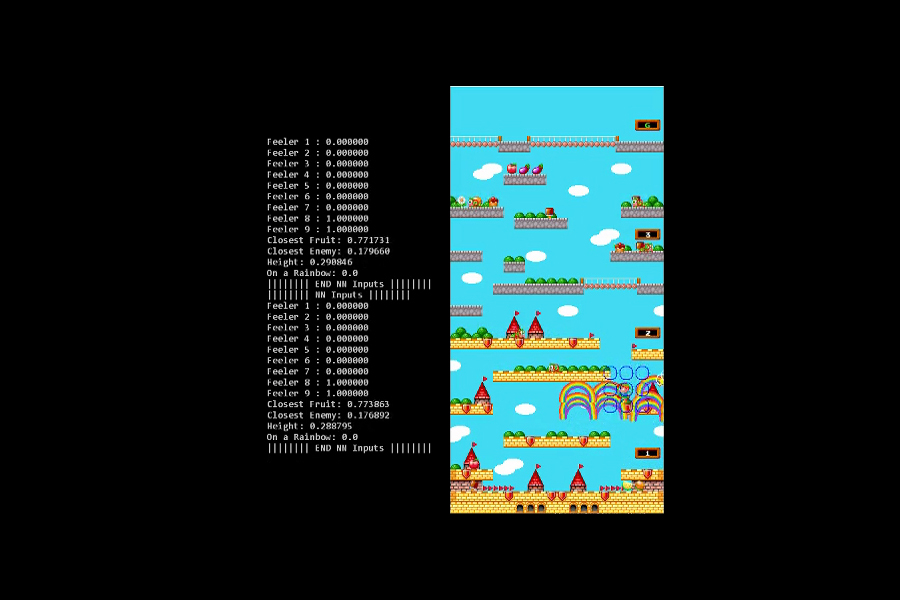 Feeler 1 : 0.000000
Feeler 2 : 0.000000
Feeler 3 : 0.000000
Feeler 4 : 0.000000
Feeler 5 : 0.000000
Feeler 6 : 0.000000
Feeler 7 : 0.000000
Feeler 8 : 1.000000
Feeler 9 : 1.000000
Closest Fruit: 0.771731
Closest Enemy: 0.179660
Height: 0.290846
On a Rainbow: 0.0
|||||||| END NN Inputs ||||||||
|||||||| NN Inputs ||||||||
Feeler 1 : 0.000000
Feeler 2 : 0.000000
Feeler 3 : 0.000000
Feeler 4 : 0.000000
Feeler 5 : 0.000000
Feeler 6 : 0.000000
Feeler 7 : 0.000000
Feeler 8 : 1.000000
Feeler 9 : 1.000000
Closest Fruit: 0.773863
Closest Enemy: 0.176892
Height: 0.288795
On a Rainbow: 0.0
|||||||| END NN Inputs ||||||||
G
3
2
1